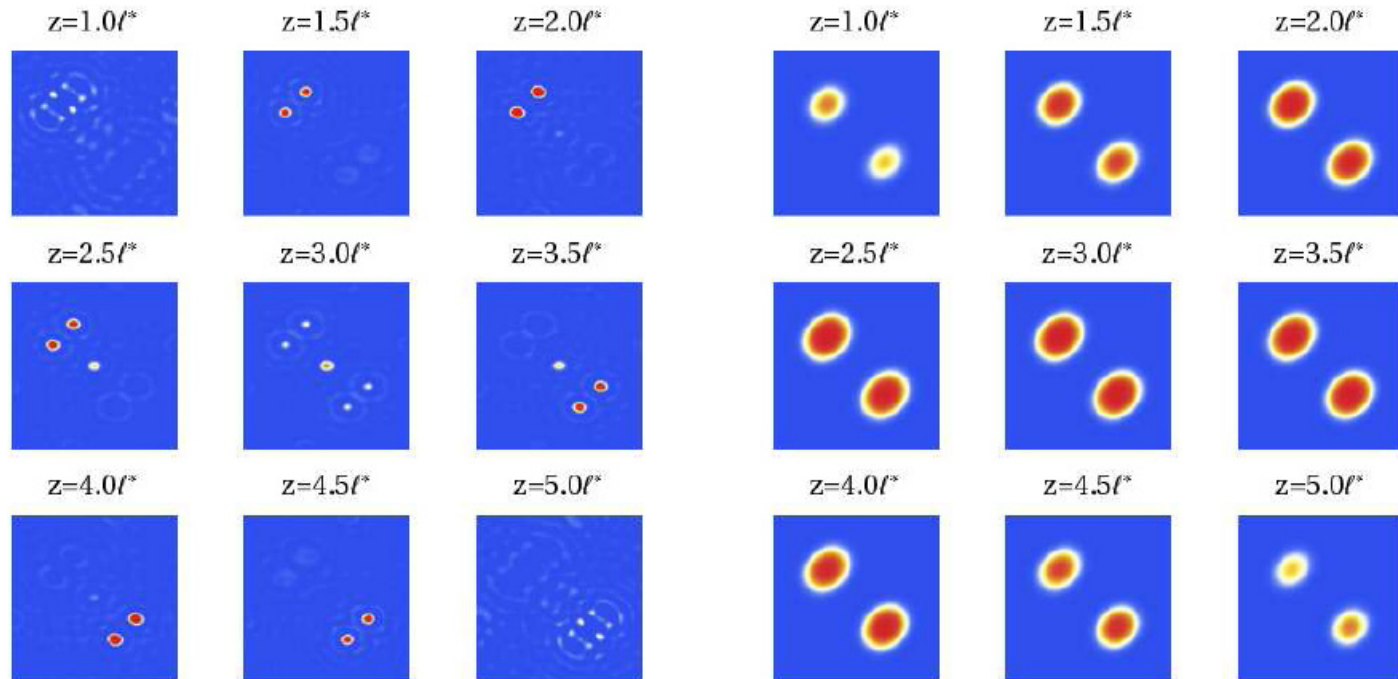 z=1.0ℓ* z=1.5ℓ* z=2.0ℓ* z=1.0ℓ* z=1.5ℓ* z=2.0ℓ*
z=2.5ℓ* z=3.0ℓ* z=3.5ℓ* z=2.5ℓ* z=3.0ℓ* z=3.5ℓ*
z=4.0ℓ* z=4.5ℓ* z=5.0ℓ* z=4.0ℓ* z=4.5ℓ* z=5.0ℓ*